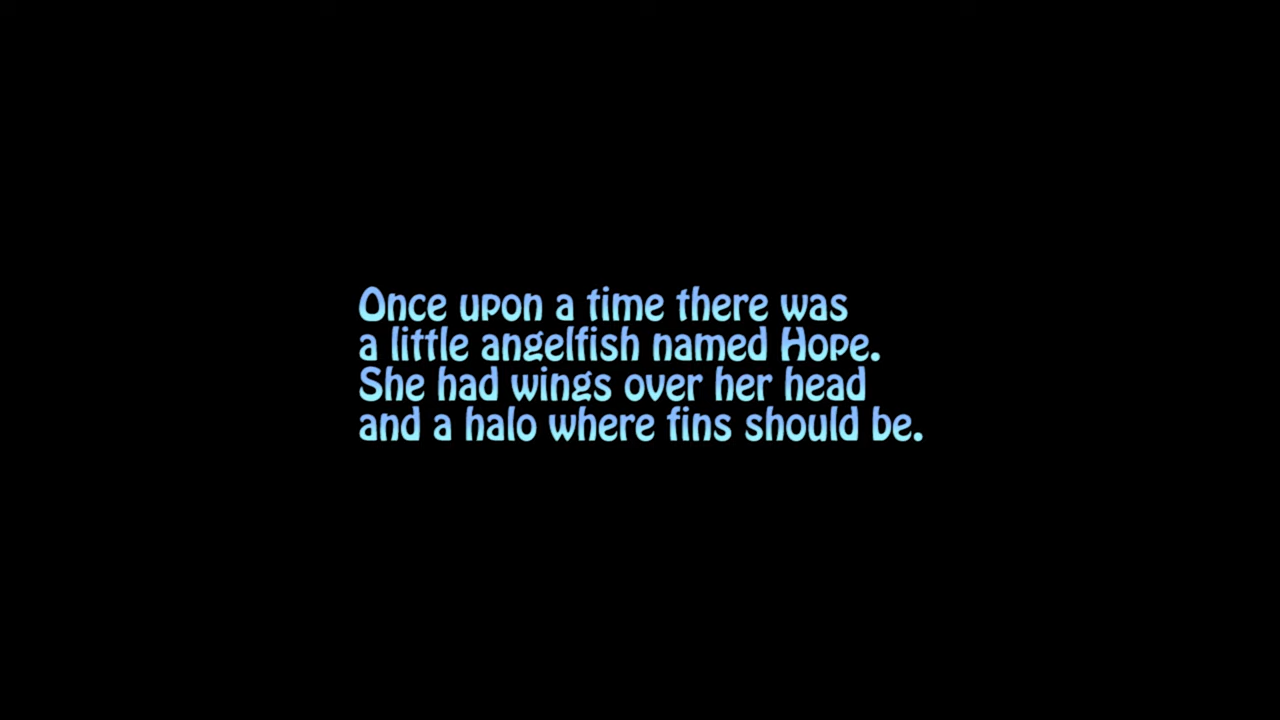 Once upon a time there was
a little angelfish named Hope.
She had wings over her head
and a halo where fins should be.